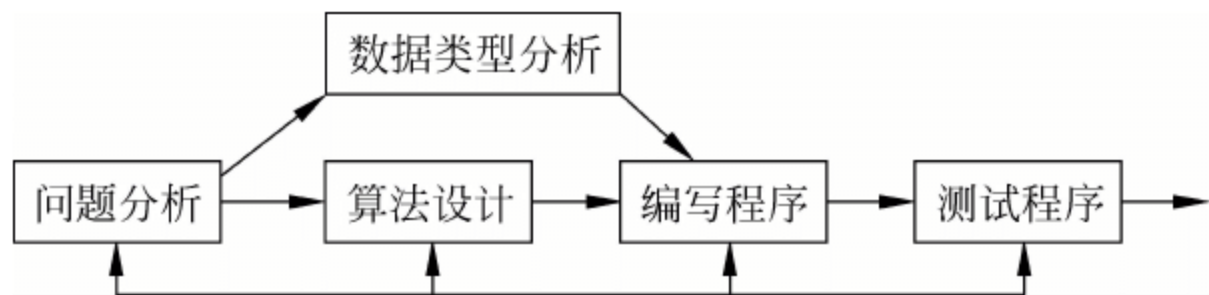 数据类型分析
问题分析
算法设计
编写程序
测试程序